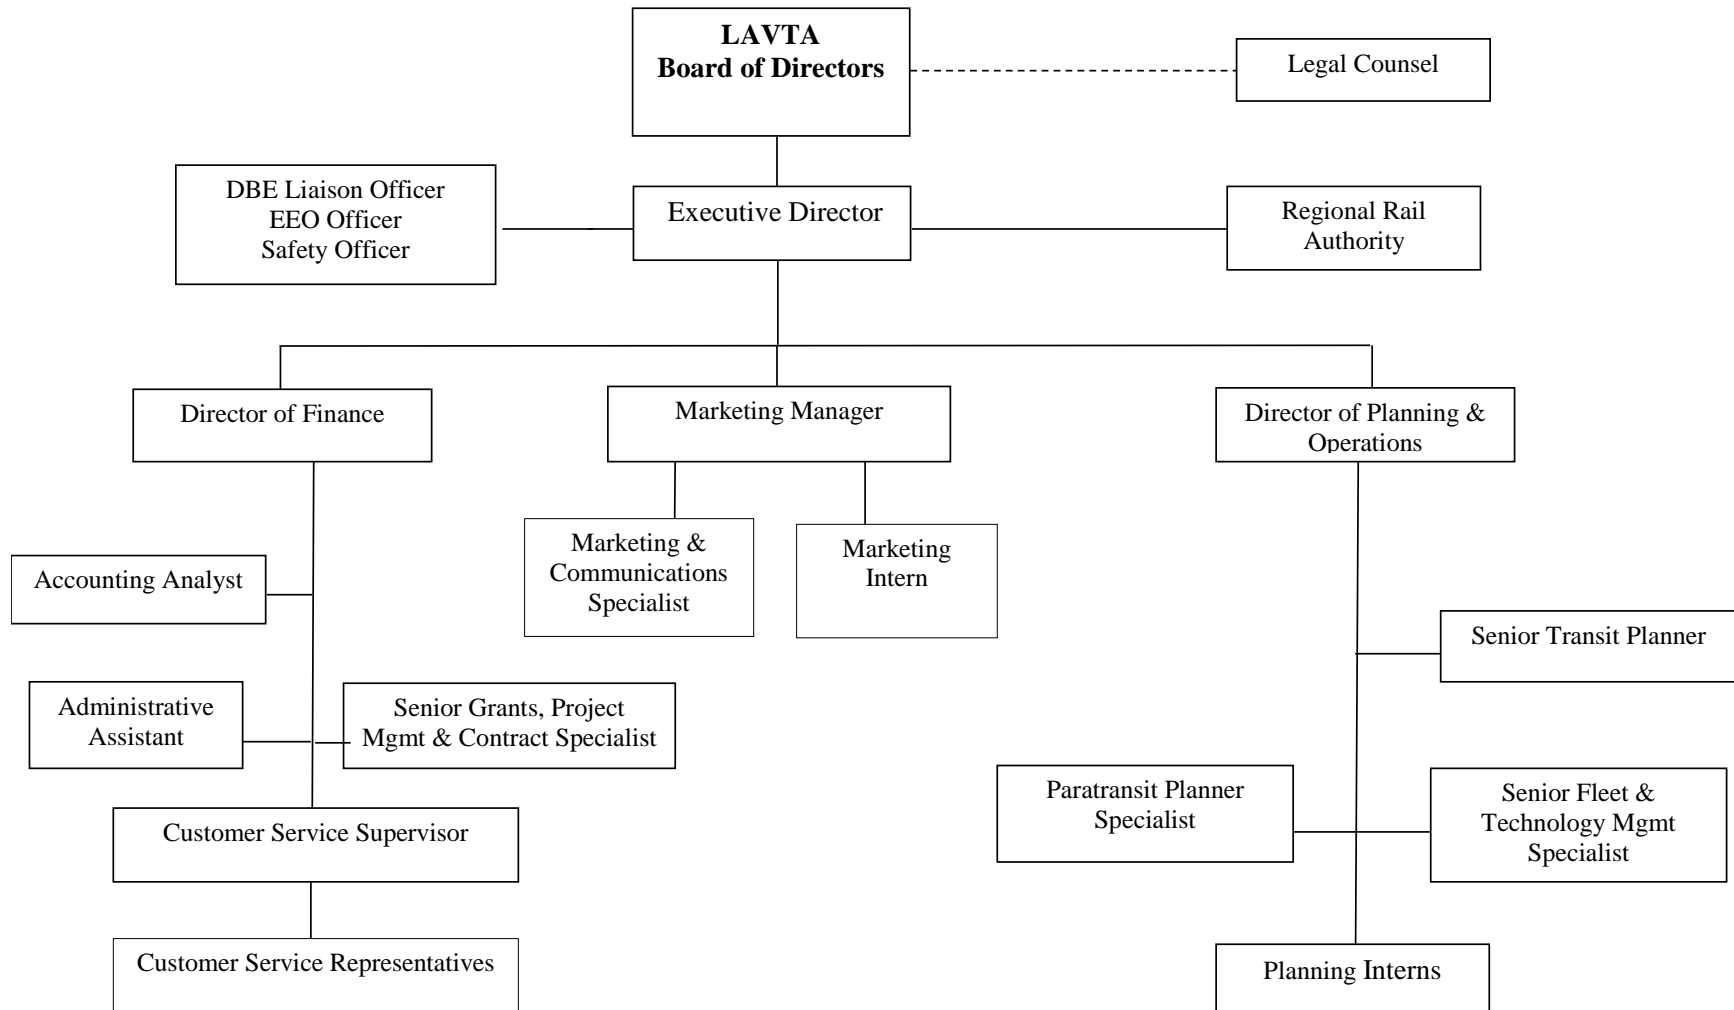 LAVTA
Board of Directors
Legal Counsel
DBE Liaison Officer
EEO Officer
Safety Officer
Executive Director
Regional Rail
Authority
Director of Finance
Marketing Manager
Director of Planning &
Operations
Marketing &
Communications
Specialist
Marketing
Intern
Accounting Analyst
Senior Transit Planner
Administrative
Assistant
Senior Grants, Project
Mgmt & Contract Specialist
Paratransit Planner
Specialist
Senior Fleet &
Technology Mgmt
Specialist
Customer Service Supervisor
Customer Service Representatives
Planning Interns